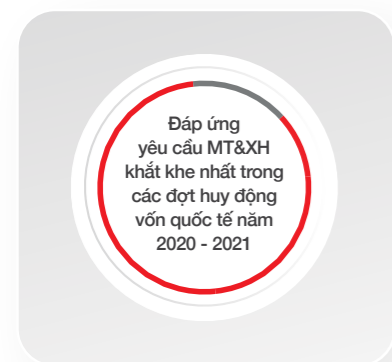 Đáp ứng
yêu cầu MT&XH
khắt khe nhất trong
các đợt huy động
vốn quốc tế năm
2020 - 2021